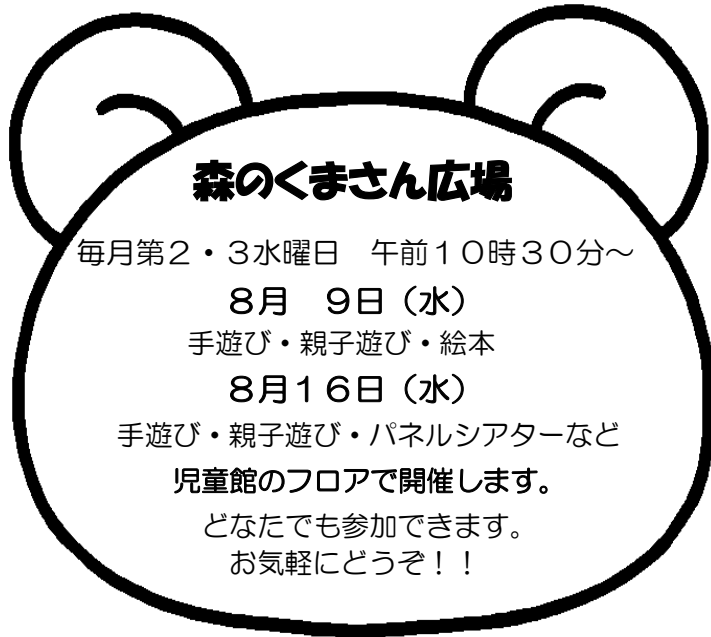 森のくまさん広場
毎月第２・３水曜日　午前１０時３０分～
８月　９日（水）
手遊び・親子遊び・絵本
８月１６日（水）
手遊び・親子遊び・パネルシアターなど
児童館のフロアで開催します。
どなたでも参加できます。
お気軽にどうぞ！！